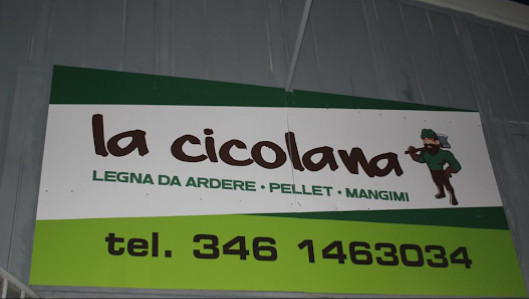 la cicolana
LEGNA DA ARDERE • PELLET • MANGIMI
tel. 346 1463034